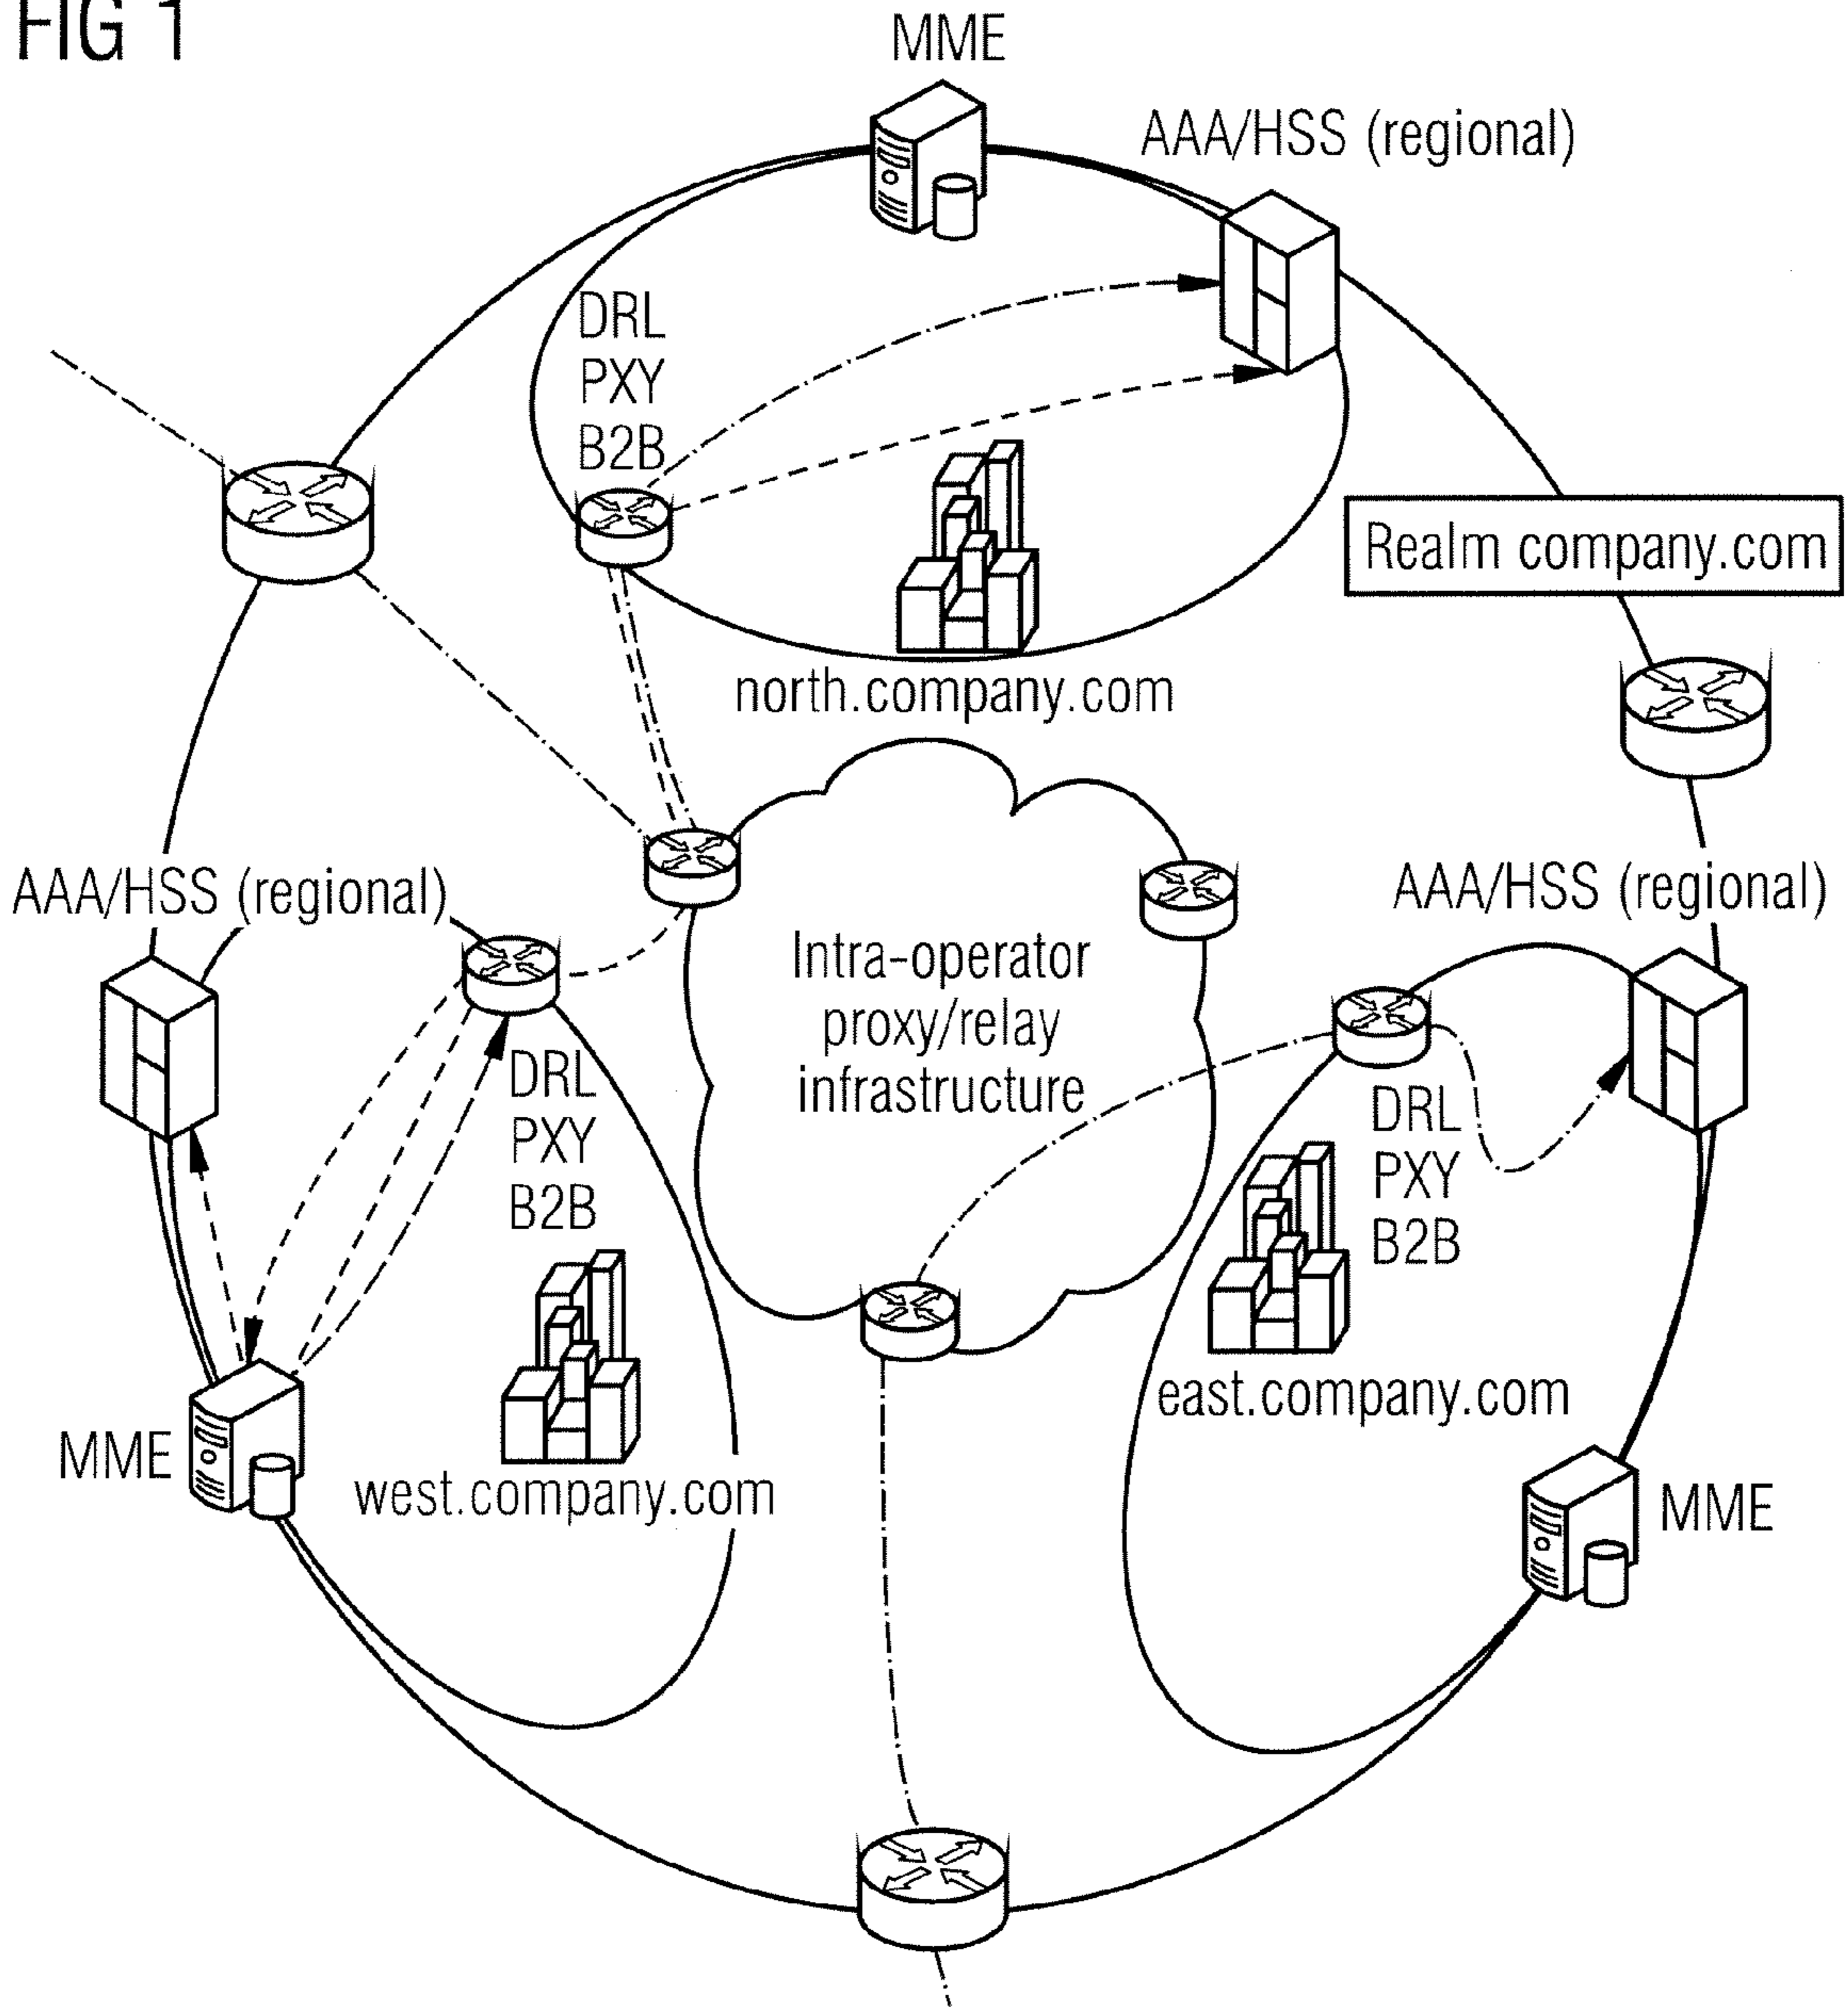 FIG 1
MME
AAA/HSS (regional)
DRL
PXY
B2B
Realm company.com
north.company.com
AAA/HSS (regional)
AAA/HSS (regional)
Intra-operator
proxy/relay
infrastructure
DRL
PXY
B2B
DRL
PXY
B2B
east.company.com
MME
west.company.com
MME